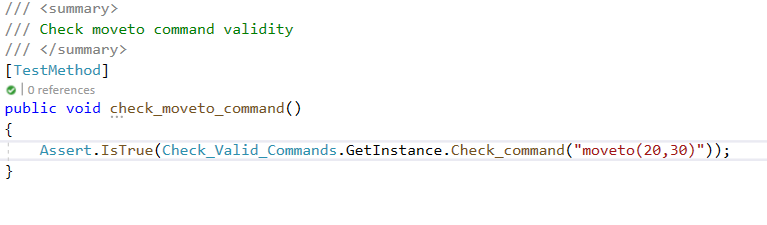 /// <summary>
/// Check moveto command validity
/// </summary>
[TestMethod]
0 references
public void check_moveto_command()
{
Assert.IsTrue(Check_Valid_Commands.GetInstance.Check_command("moveto(20,30)"));
}